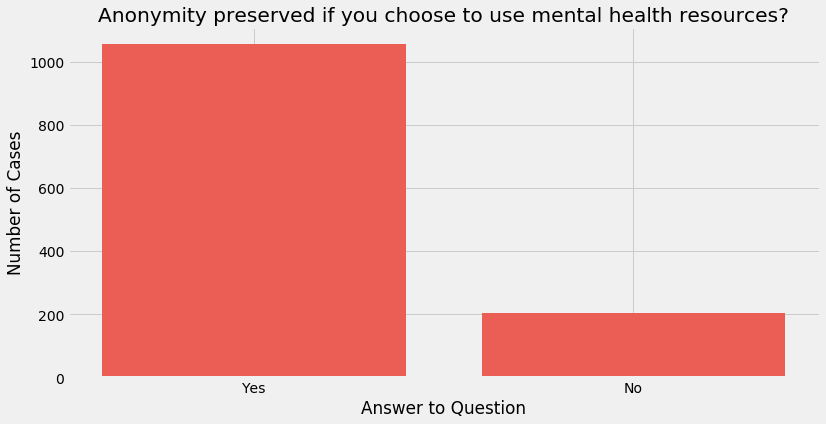 Anonymity preserved if you choose to use mental health resources?
Number of Cases
1000
800
600
400
200
0
Yes
No
Answer to Question